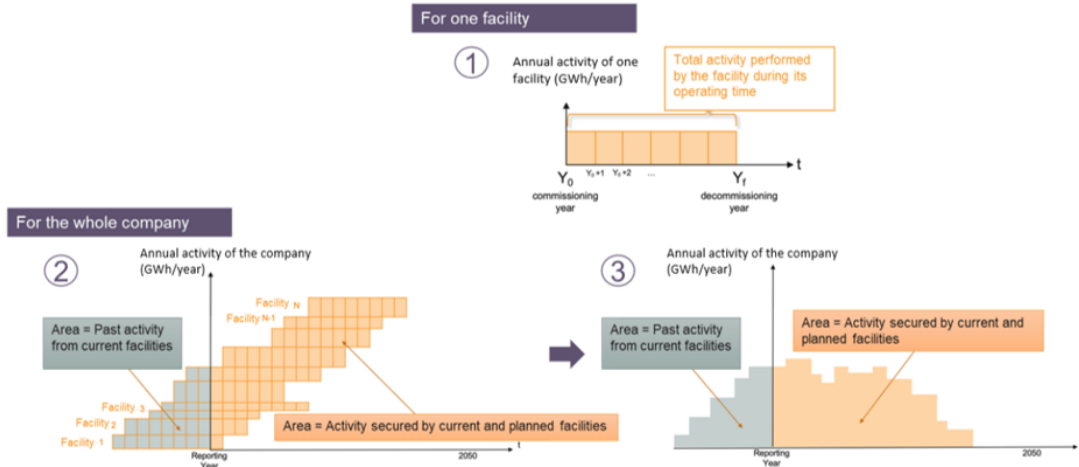 For one facility
1
Annual activity of one
facility (GWh/year)
Total activity performed
by the facility during its
operating time
t
Y0
Y0+1
Y0+2
...
Yf
commissioning
year
decommissioning
year
For the whole company
2
Annual activity of the company
(GWh/year)
Facility N
Facility N-1
Area = Past activity
from current facilities
Facility 3
Facility 2
Facility 1
Area = Activity secured by current and planned facilities
t
Reporting
Year
2050
3
Annual activity of the company
(GWh/year)
Area = Past activity
from current facilities
Area = Activity secured by current and
planned facilities
Reporting
Year
2050